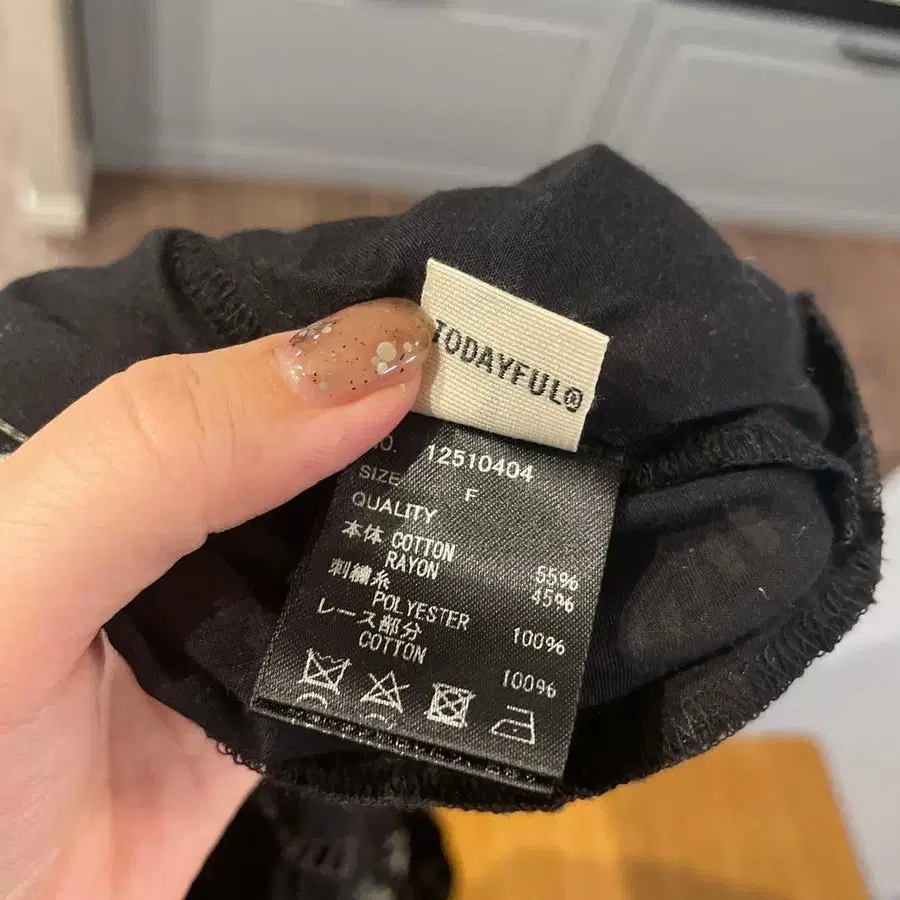 TODAYFUL®
NO. 12510404
SIZE F
QUALITY
本体 COTTON 55%
RAYON 45%
刺繍糸
POLYESTER 100%
レース部分
COTTON 100%